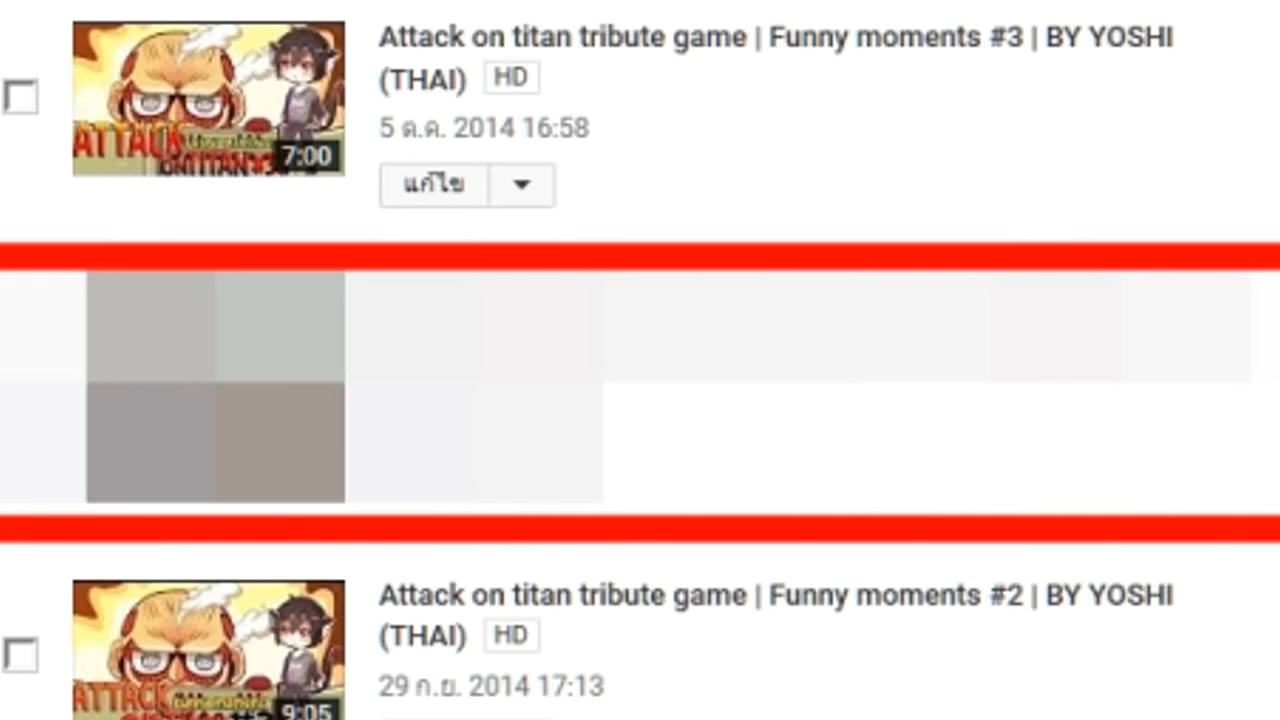 Attack on titan tribute game | Funny moments #3 | BY YOSHI
(THAI) HD
5 ต.ค. 2014 16:58
แก้ไข
ATTACK
ONTITAN#3
7:00
Attack on titan tribute game | Funny moments #2 | BY YOSHI
(THAI) HD
29 ก.ย. 2014 17:13
ATTACK
9:05